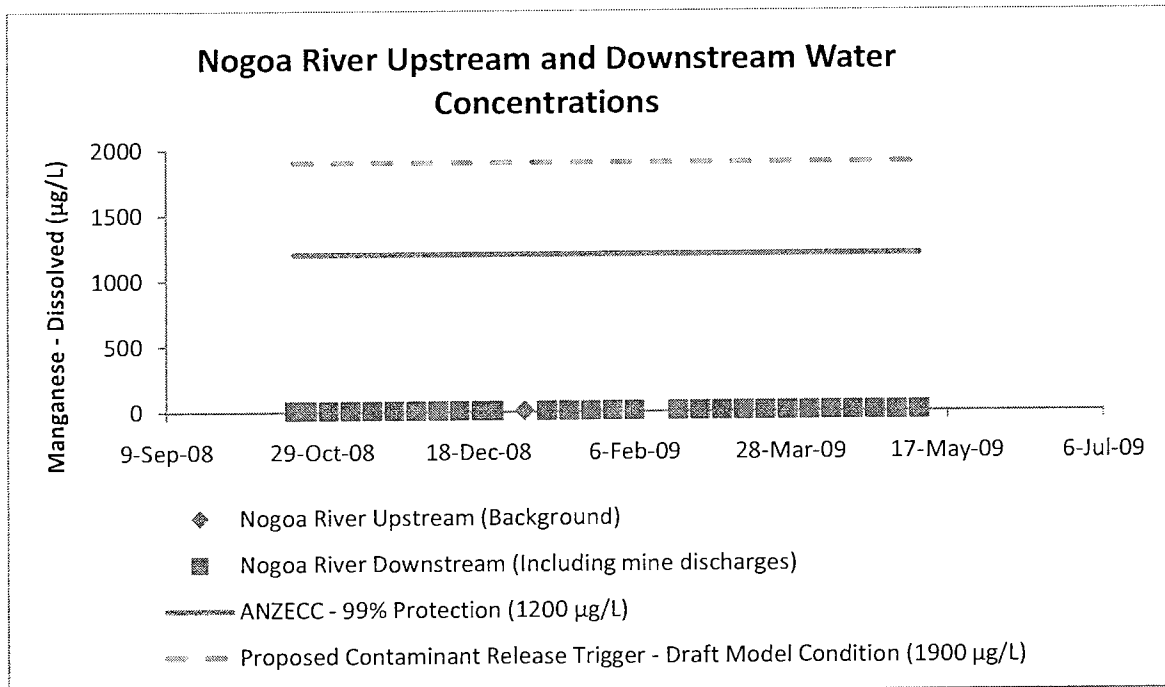 Nogoa River Upstream and Downstream Water
Concentrations
Manganese - Dissolved (µg/L)
2000
1500
1000
500
0
9-Sep-08 29-Oct-08 18-Dec-08 6-Feb-09 28-Mar-09 17-May-09 6-Jul-09
Nogoa River Upstream (Background)
Nogoa River Downstream (Including mine discharges)
ANZECC - 99% Protection (1200 µg/L)
Proposed Contaminant Release Trigger - Draft Model Condition (1900 µg/L)